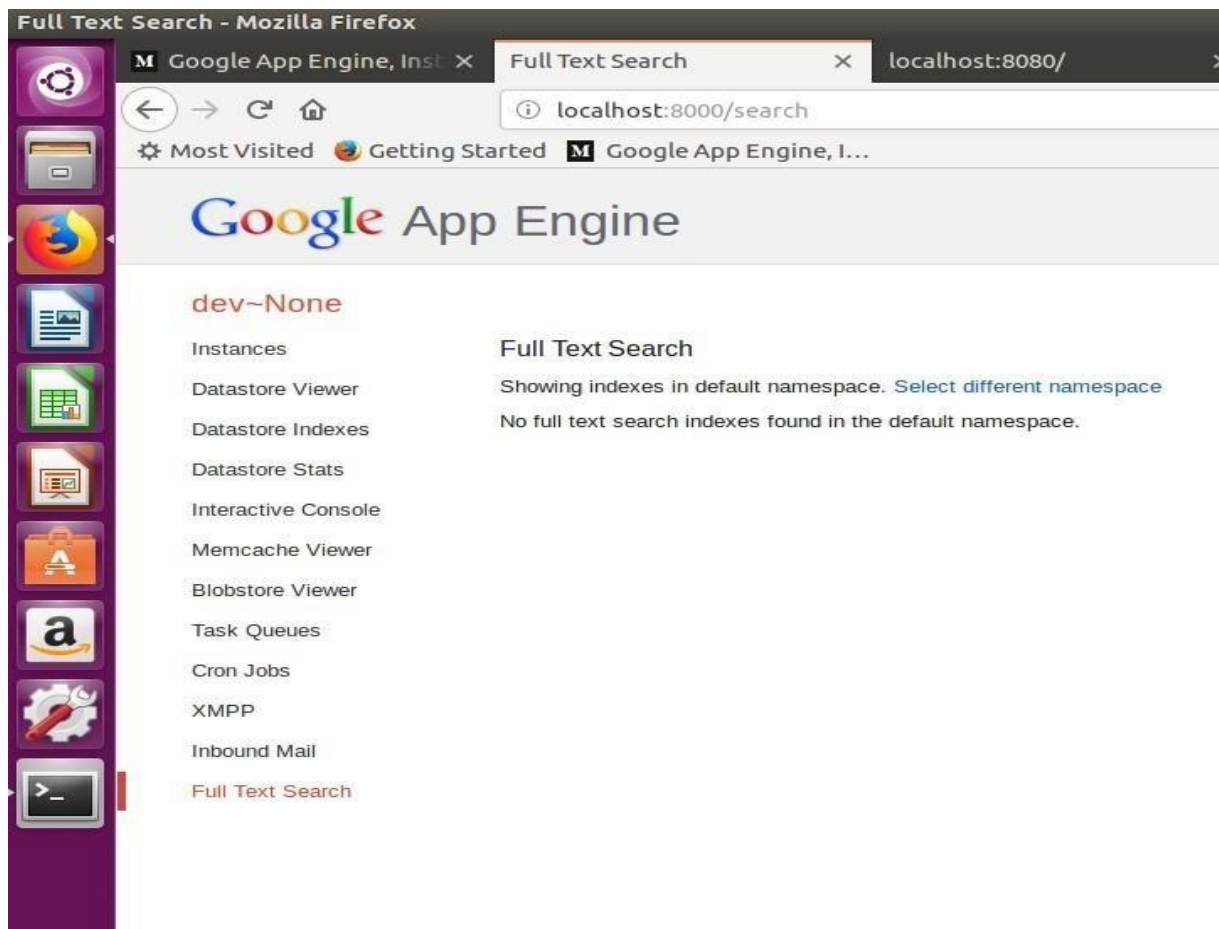 Full Text Search - Mozilla Firefox
M Google App Engine, Inst
Full Text Search
localhost:8080/
localhost:8000/search
Most Visited Getting Started M Google App Engine, I...
Google App Engine
dev~None
Instances
Datastore Viewer
Datastore Indexes
Datastore Stats
Interactive Console
Memcache Viewer
Blobstore Viewer
Task Queues
Cron Jobs
XMPP
Inbound Mail
Full Text Search
Full Text Search
Showing indexes in default namespace. Select different namespace
No full text search indexes found in the default namespace.
A
a
>_